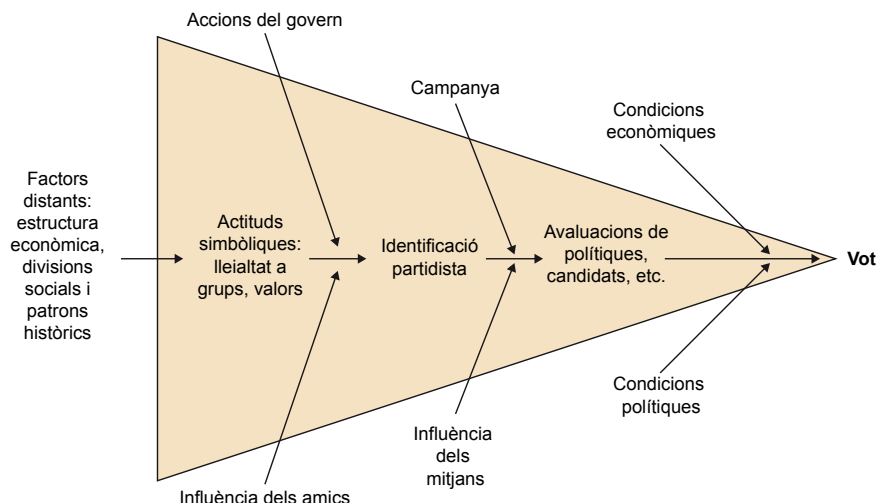 Accions del govern
Campanya
Condicions
econòmiques
Factors
distants:
estructura
econòmica,
divisions
socials i
patrons
històrics
Actituds
simbòliques:
lleialtat a
grups, valors
Identificació
partidista
Avaluacions de
polítiques,
candidats, etc.
Vot
Condicions
polítiques
Influència
dels
mitjans
Influència dels amics